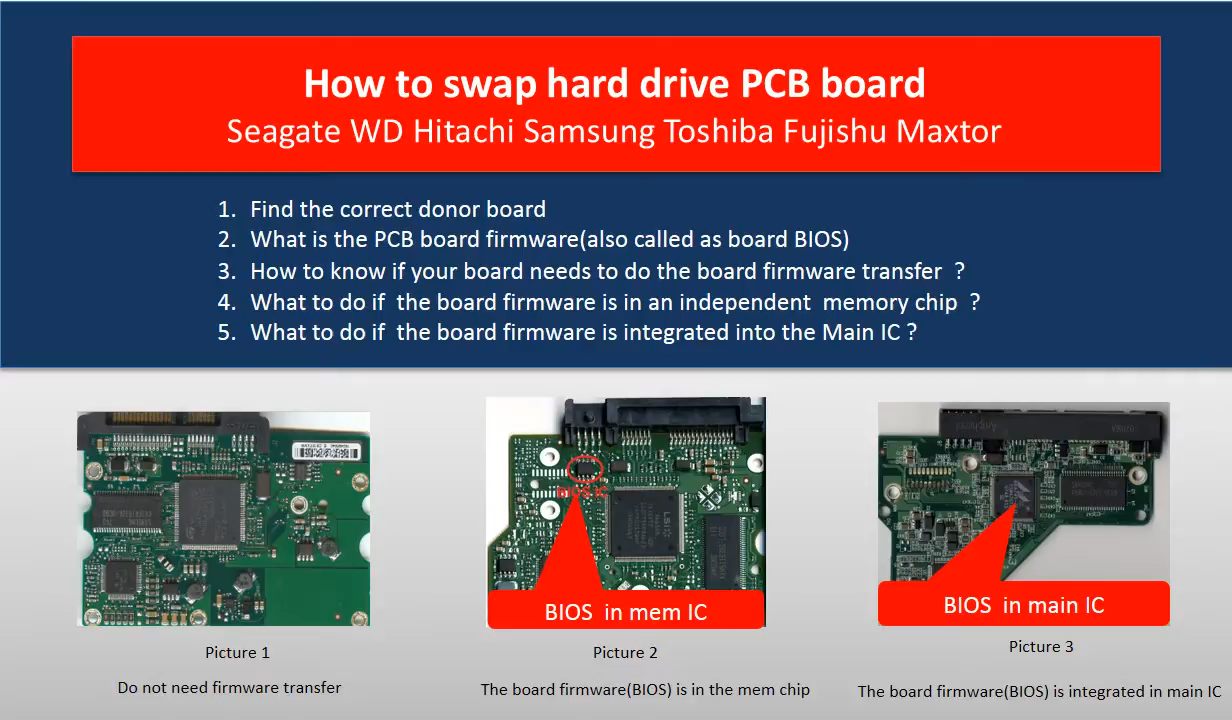 How to swap hard drive PCB board
Seagate WD Hitachi Samsung Toshiba Fujishu Maxtor
1. Find the correct donor board
2. What is the PCB board firmware(also called as board BIOS)
3. How to know if your board needs to do the board firmware transfer ?
4. What to do if the board firmware is in an independent memory chip ?
5. What to do if the board firmware is integrated into the Main IC ?
BIOS IC
LSI
BIOS in mem IC
BIOS in main IC
Picture 1
Picture 2
Picture 3
Do not need firmware transfer
The board firmware(BIOS) is in the mem chip
The board firmware(BIOS) is integrated in main IC